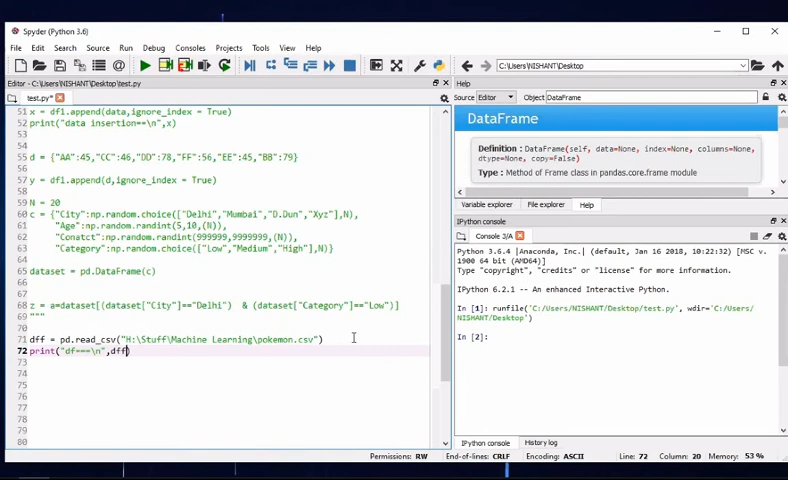 Spyder (Python 3.6)
File Edit Search Source Run Debug Consoles Projects Tools View Help
C:\Users\NISHANT\Desktop
Editor - C:\Users\NISHANT\Desktop\test.py
test.py*
51 x = df1.append(data,ignore_index = True)
52 print("data insertion==\n",x)
53
54
55 d = {"AA":45,"CC":46,"DD":78,"FF":56,"EE":45,"BB":79}
56
57 y = df1.append(d,ignore_index = True)
58
59 N = 20
60 c = {"City":np.random.choice(["Delhi","Mumbai","D.Dun","Xyz"],N),
61 "Age":np.random.randint(5,10,(N)),
62 "Conatct":np.random.randint(999999,9999999,(N)),
63 "Category":np.random.choice(["Low","Medium","High"],N)}
64
65 dataset = pd.DataFrame(c)
66
67
68 z = a=dataset[(dataset["City"]=="Delhi") & (dataset["Category"]=="Low")]
69 """
70
71 dff = pd.read_csv("H:\Stuff\Machine Learning\pokemon.csv")
72 print("df===\n",dff)
73
74
75
76
77
78
79
80
Help
Source Editor Object DataFrame
DataFrame
Definition : DataFrame(self, data=None, index=None, columns=None,
dtype=None, copy=False)
Type : Method of Frame class in pandas.core.frame module
Variable explorer File explorer Help
IPython console
Console 3/A
Python 3.6.4 |Anaconda, Inc.| (default, Jan 16 2018, 10:22:32) [MSC v.
1900 64 bit (AMD64)]
Type "copyright", "credits" or "license" for more information.
IPython 6.2.1 -- An enhanced Interactive Python.
In [1]: runfile('C:/Users/NISHANT/Desktop/test.py', wdir='C:/Users/
NISHANT/Desktop')
In [2]:
IPython console History log
Permissions: RW End-of-lines: CRLF Encoding: ASCII Line: 72 Column: 20 Memory: 53 %